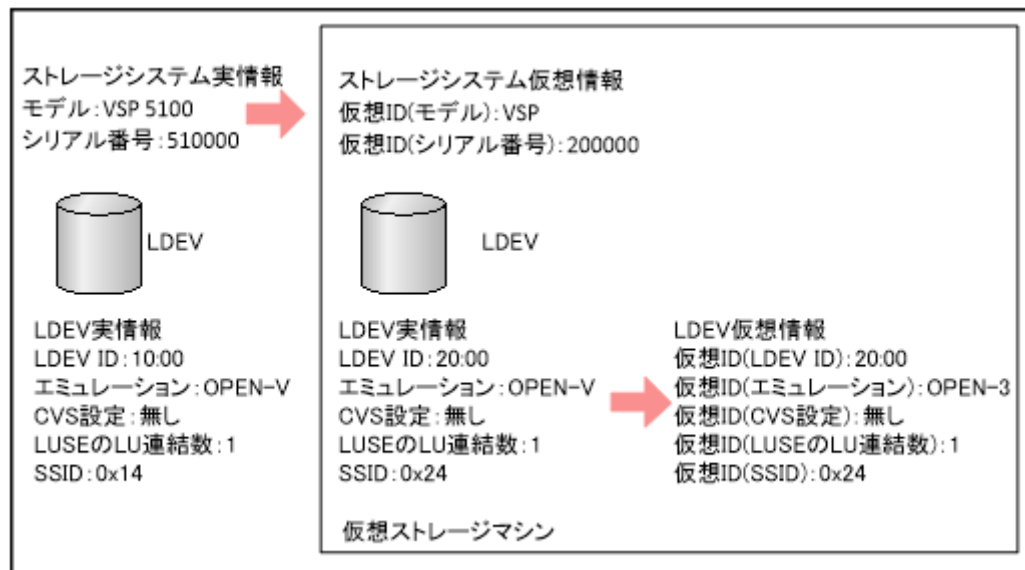 ストレージシステム実情報
モデル:VSP 5100
シリアル番号:510000
LDEV
LDEV実情報
LDEV ID:10:00
エミュレーション:OPEN-V
CVS設定:無し
LUSEのLU連結数:1
SSID:0x14
ストレージシステム仮想情報
仮想ID(モデル):VSP
仮想ID(シリアル番号):200000
LDEV
LDEV実情報
LDEV ID:20:00
エミュレーション:OPEN-V
CVS設定:無し
LUSEのLU連結数:1
SSID:0x24
LDEV仮想情報
仮想ID(LDEV ID):20:00
仮想ID(エミュレーション):OPEN-3
仮想ID(CVS設定):無し
仮想ID(LUSEのLU連結数):1
仮想ID(SSID):0x24
仮想ストレージマシン